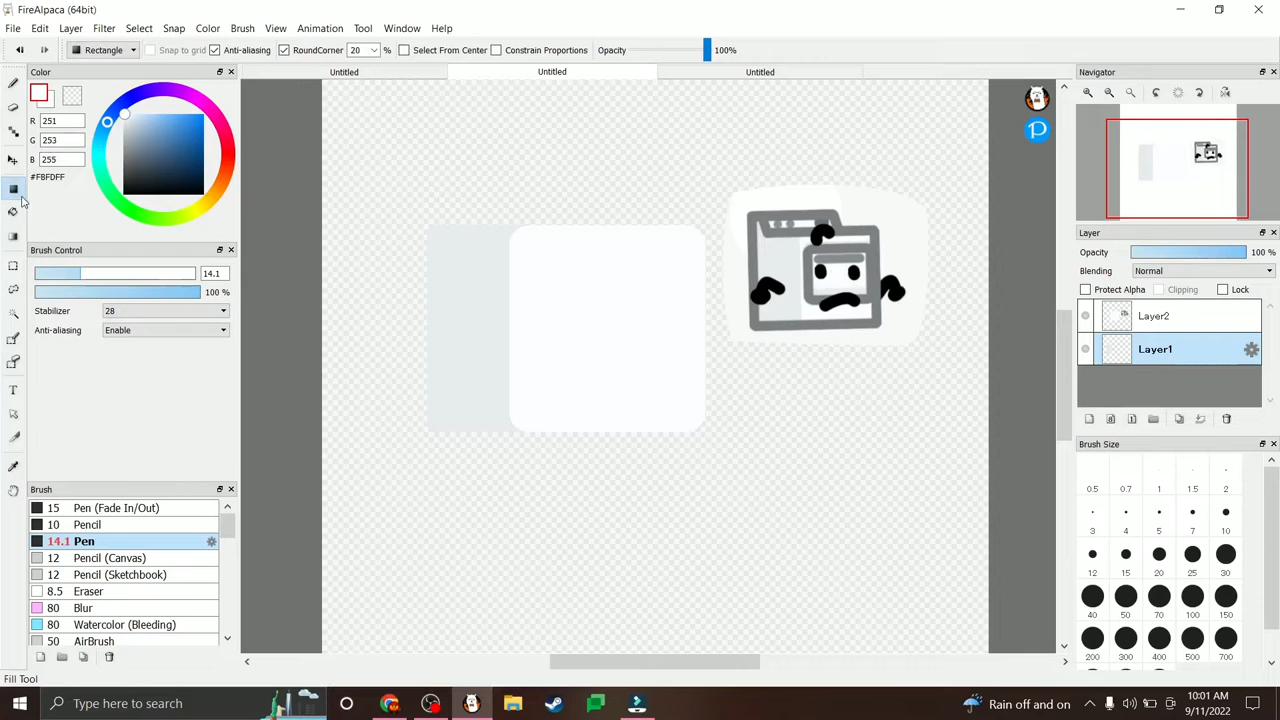 FireAlpaca (64bit)
File Edit Layer Filter Select Snap Color Brush View Animation Tool Window Help
Rectangle Snap to grid Anti-aliasing RoundCorner 20 % Select From Center Constrain Proportions Opacity 100%
Color
R 251
G 253
B 255
#FBFDFF
Brush Control
14.1
100 %
Stabilizer 28
Anti-aliasing Enable
Brush
15 Pen (Fade In/Out)
10 Pencil
14.1 Pen
12 Pencil (Canvas)
12 Pencil (Sketchbook)
8.5 Eraser
80 Blur
80 Watercolor (Bleeding)
50 AirBrush
Fill Tool
Untitled Untitled Untitled
Navigator
Layer
Opacity 100 %
Blending Normal
Protect Alpha Clipping Lock
Layer2
Layer1
Brush Size
0.5 0.7 1 1.5 2
3 4 5 7 10
12 15 20 25 30
40 50 70 100 150
200 300 400 500 700
Type here to search
Rain off and on
10:01 AM
9/11/2022